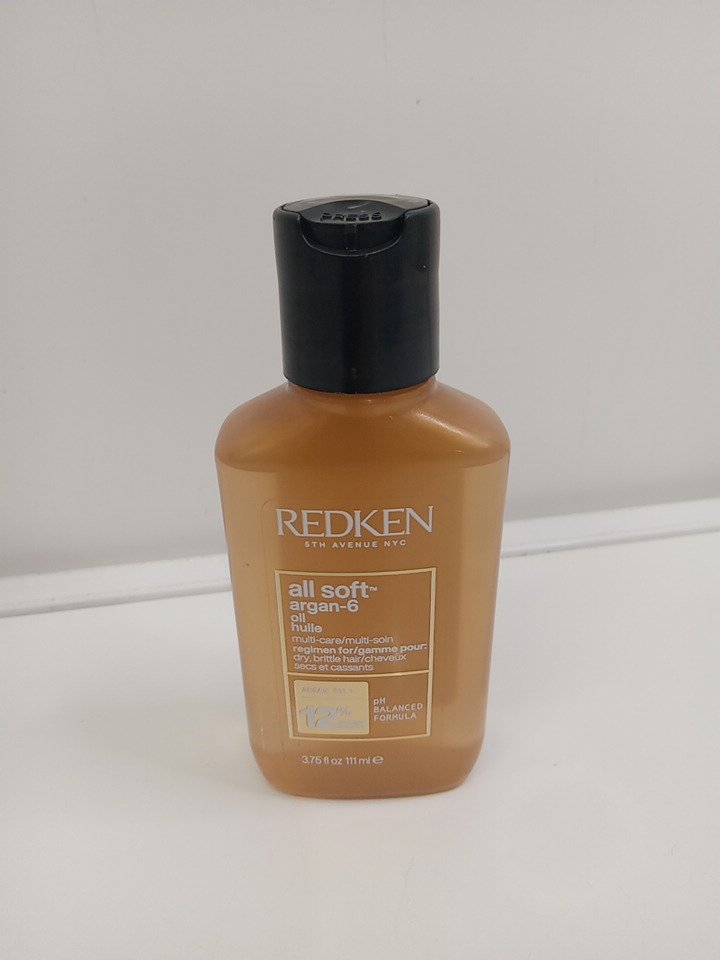 PRESS
REDKEN
5TH AVENUE NYC
all soft™
argan-6
oil
huile
multi-care/multi-soin
regimen for/gamme pour:
dry, brittle hair/cheveux
secs et cassants
12%
pH
BALANCED
FORMULA
3.75 fl oz 111 ml ℮